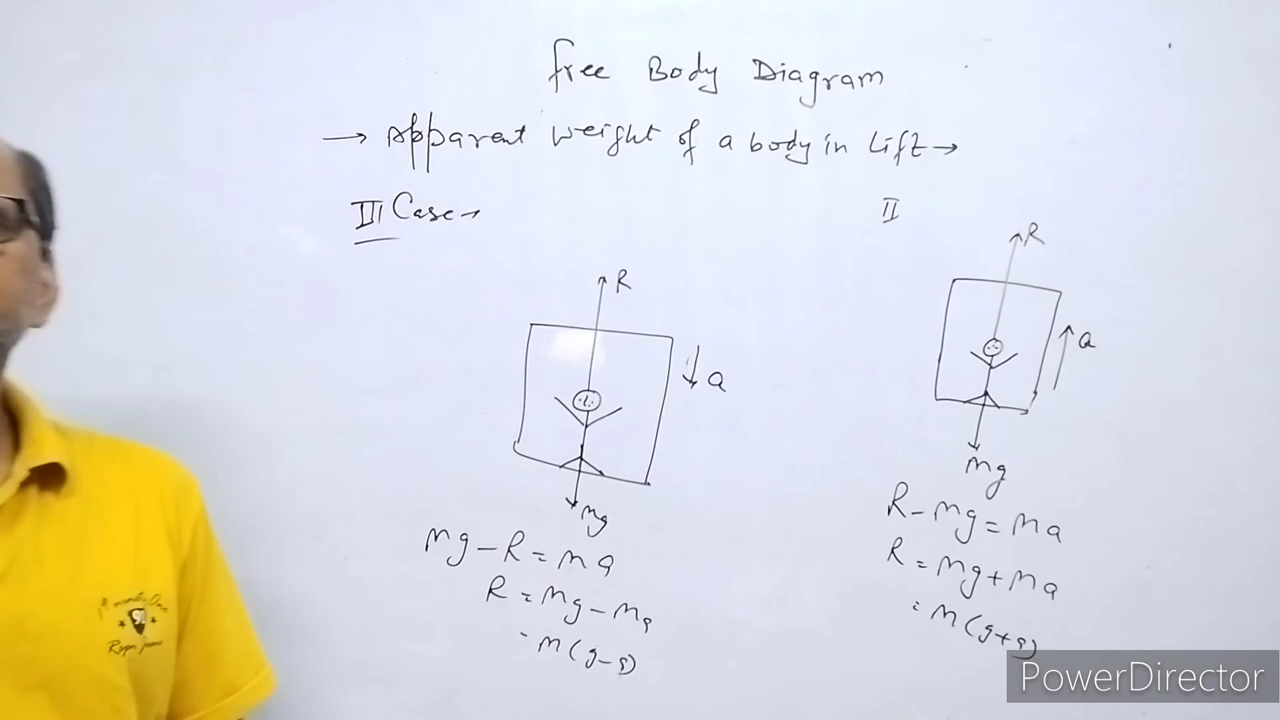 free Body Diagram
→ Apparent weight of a body in Lift →
III Case →
R
a
mg
mg - R = ma
R = mg - ma
= m(g-a)
II
R
a
mg
R - mg = ma
R = mg + ma
= m(g+a)
PowerDirector